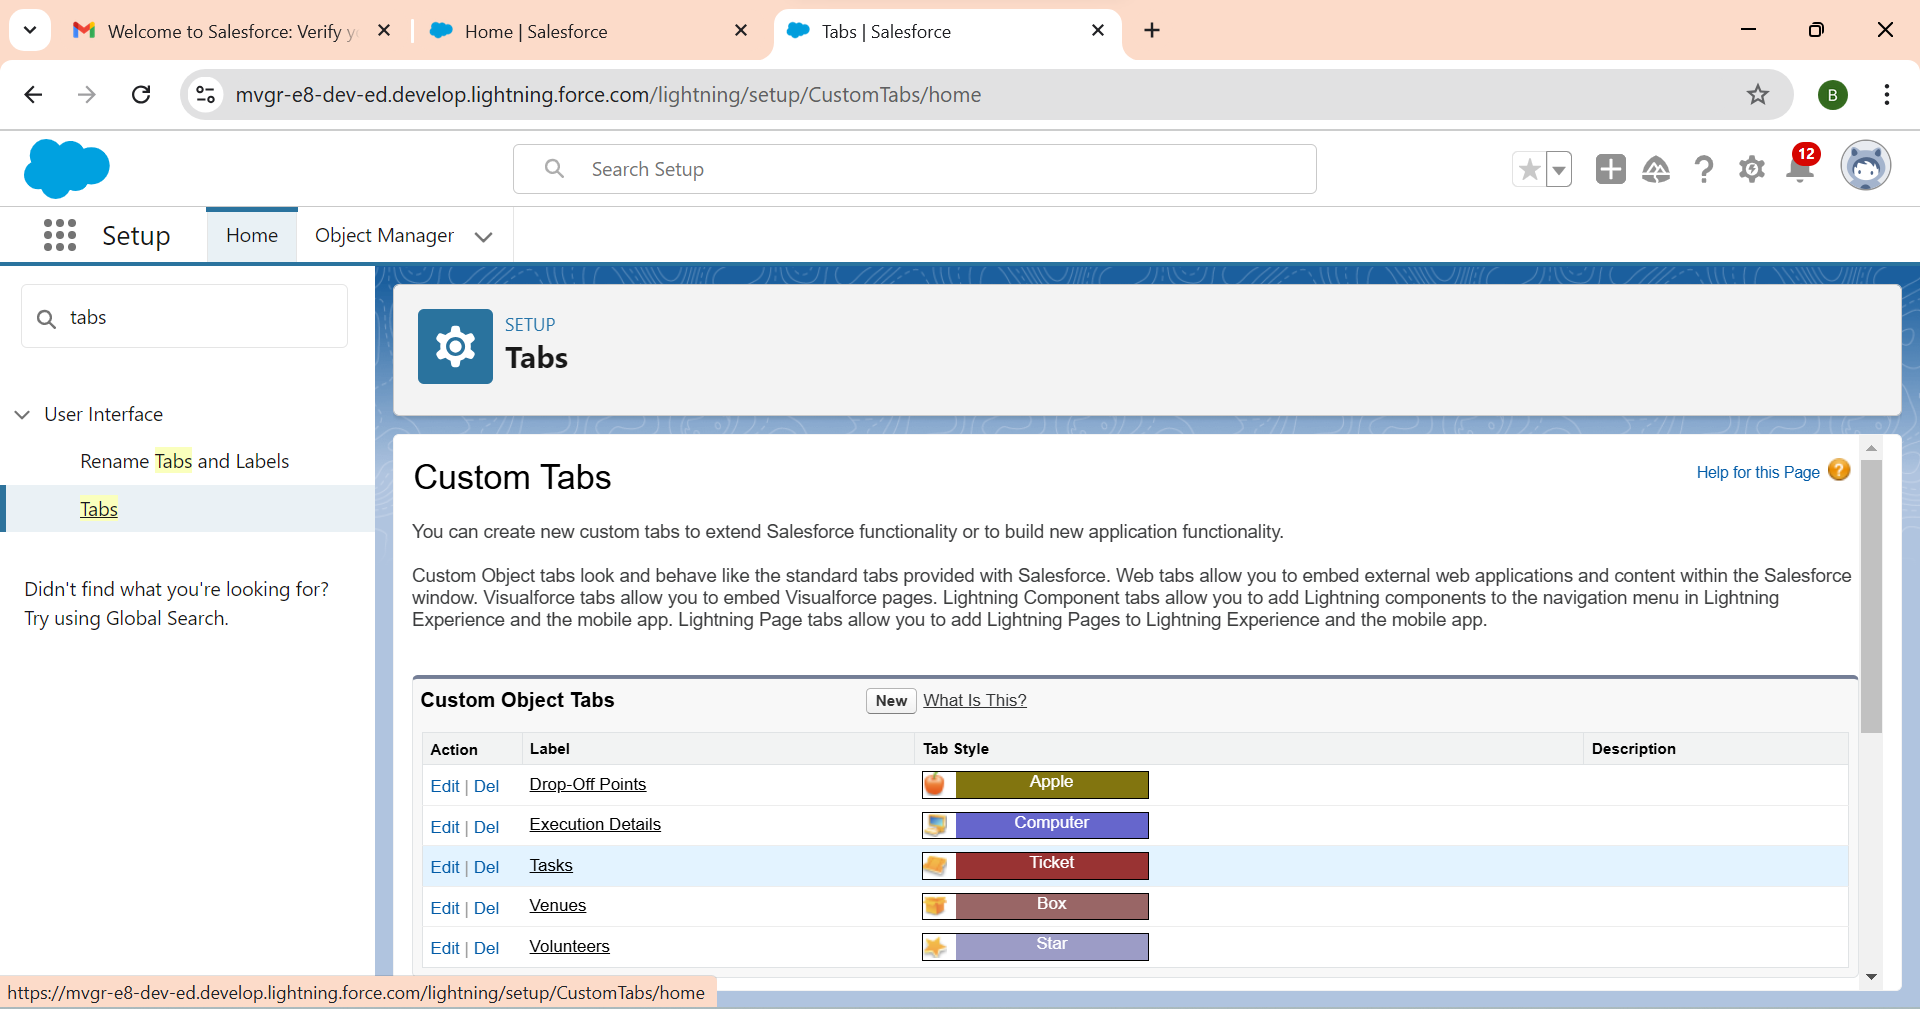 Welcome to Salesforce: Verify y
Home | Salesforce
Tabs | Salesforce
mvgr-e8-dev-ed.develop.lightning.force.com/lightning/setup/CustomTabs/home
B
Search Setup
12
Setup
Home
Object Manager
tabs
User Interface
Rename Tabs and Labels
Tabs
Didn't find what you're looking for?
Try using Global Search.
SETUP
Tabs
Custom Tabs
Help for this Page
You can create new custom tabs to extend Salesforce functionality or to build new application functionality.
Custom Object tabs look and behave like the standard tabs provided with Salesforce. Web tabs allow you to embed external web applications and content within the Salesforce
window. Visualforce tabs allow you to embed Visualforce pages. Lightning Component tabs allow you to add Lightning components to the navigation menu in Lightning
Experience and the mobile app. Lightning Page tabs allow you to add Lightning Pages to Lightning Experience and the mobile app.
Custom Object Tabs
New
What Is This?
Action Label Tab Style Description
Edit | Del Drop-Off Points Apple
Edit | Del Execution Details Computer
Edit | Del Tasks Ticket
Edit | Del Venues Box
Edit | Del Volunteers Star
https://mvgr-e8-dev-ed.develop.lightning.force.com/lightning/setup/CustomTabs/home